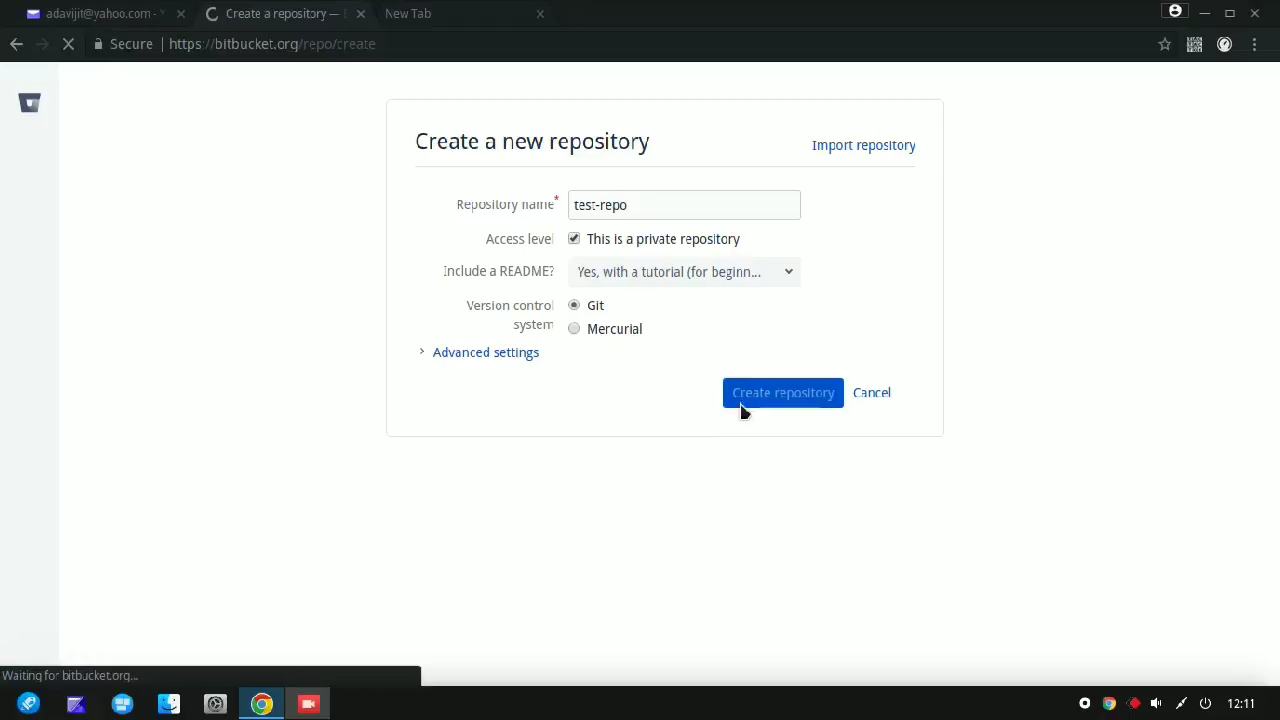 adavijit@yahoo.com - Y
Create a repository —
New Tab
Secure
https://bitbucket.org/repo/create
Create a new repository
Import repository
Repository name*
test-repo
Access level
This is a private repository
Include a README?
Yes, with a tutorial (for beginn...
Version control
system
Git
Mercurial
Advanced settings
Create repository
Cancel
Waiting for bitbucket.org...
12:11